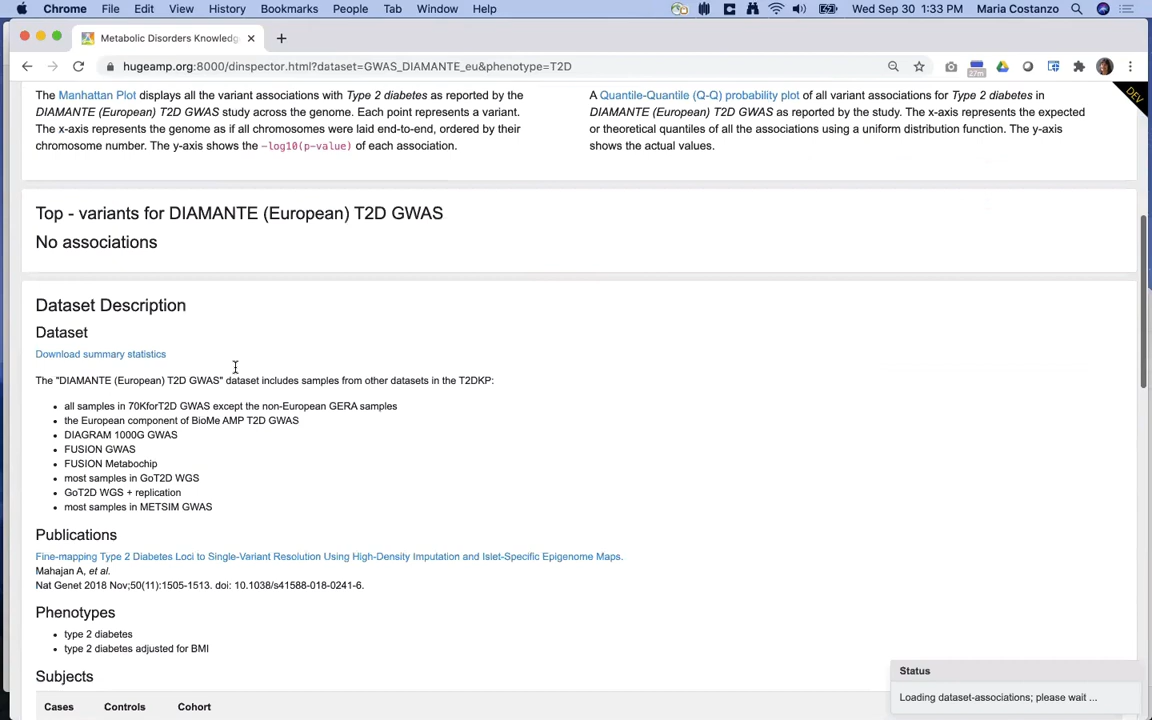 Chrome File Edit View History Bookmarks People Tab Window Help Wed Sep 30 1:33 PM Maria Costanzo
Metabolic Disorders Knowledg
hugeamp.org:8000/dinspector.html?dataset=GWAS_DIAMANTE_eu&phenotype=T2D
27m
DEV
The Manhattan Plot displays all the variant associations with Type 2 diabetes as reported by the
DIAMANTE (European) T2D GWAS study across the genome. Each point represents a variant.
The x-axis represents the genome as if all chromosomes were laid end-to-end, ordered by their
chromosome number. The y-axis shows the -log10(p-value) of each association.
A Quantile-Quantile (Q-Q) probability plot of all variant associations for Type 2 diabetes in
DIAMANTE (European) T2D GWAS as reported by the study. The x-axis represents the expected
or theoretical quantiles of all the associations using a uniform distribution function. The y-axis
shows the actual values.
Top - variants for DIAMANTE (European) T2D GWAS
No associations
Dataset Description
Dataset
Download summary statistics
The "DIAMANTE (European) T2D GWAS" dataset includes samples from other datasets in the T2DKP:
• all samples in 70KforT2D GWAS except the non-European GERA samples
• the European component of BioMe AMP T2D GWAS
• DIAGRAM 1000G GWAS
• FUSION GWAS
• FUSION Metabochip
• most samples in GoT2D WGS
• GoT2D WGS + replication
• most samples in METSIM GWAS
Publications
Fine-mapping Type 2 Diabetes Loci to Single-Variant Resolution Using High-Density Imputation and Islet-Specific Epigenome Maps.
Mahajan A, et al.
Nat Genet 2018 Nov;50(11):1505-1513. doi: 10.1038/s41588-018-0241-6.
Phenotypes
• type 2 diabetes
• type 2 diabetes adjusted for BMI
Subjects
Cases Controls Cohort
Status
Loading dataset-associations; please wait ...